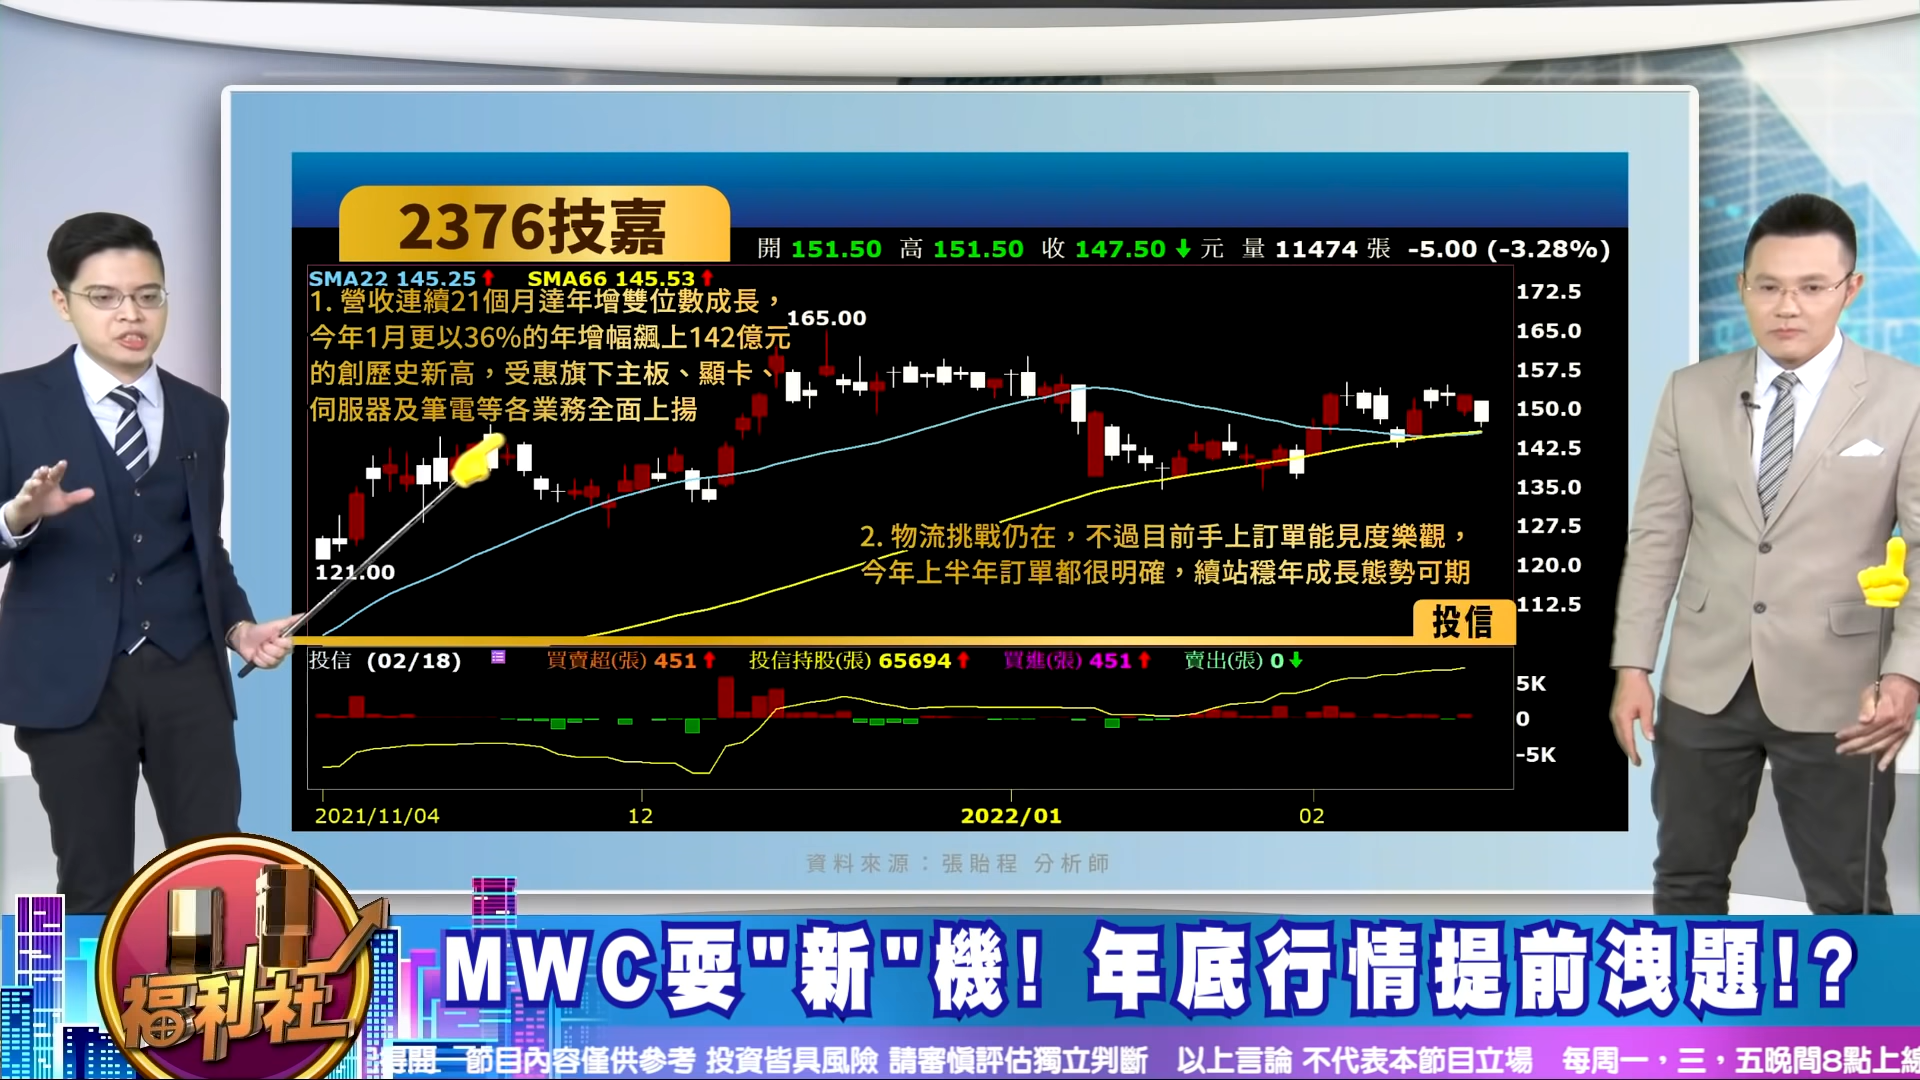 2376技嘉
開 151.50 高 151.50 收 147.50 ↓ 元 量 11474 張 -5.00 (-3.28%)
SMA22 145.25↑ SMA66 145.53↑
1. 營收連續21個月達年增雙位數成長，
今年1月更以36%的年增幅飆上142億元
的創歷史新高，受惠旗下主板、顯卡、
伺服器及筆電等各業務全面上揚
165.00
121.00
2. 物流挑戰仍在，不過目前手上訂單能見度樂觀，
今年上半年訂單都很明確，續站穩年成長態勢可期
172.5
165.0
157.5
150.0
142.5
135.0
127.5
120.0
112.5
投信
投信 (02/18) 買賣超(張) 451↑ 投信持股(張) 65694↑ 買進(張) 451↑ 賣出(張) 0↓
5K
0
-5K
2021/11/04 12 2022/01 02
資料來源：張貽程 分析師
福利社
MWC耍"新"機! 年底行情提前洩題!?
節目內容僅供參考 投資皆具風險 請審慎評估獨立判斷 以上言論 不代表本節目立場 每周一，三，五晚間8點上